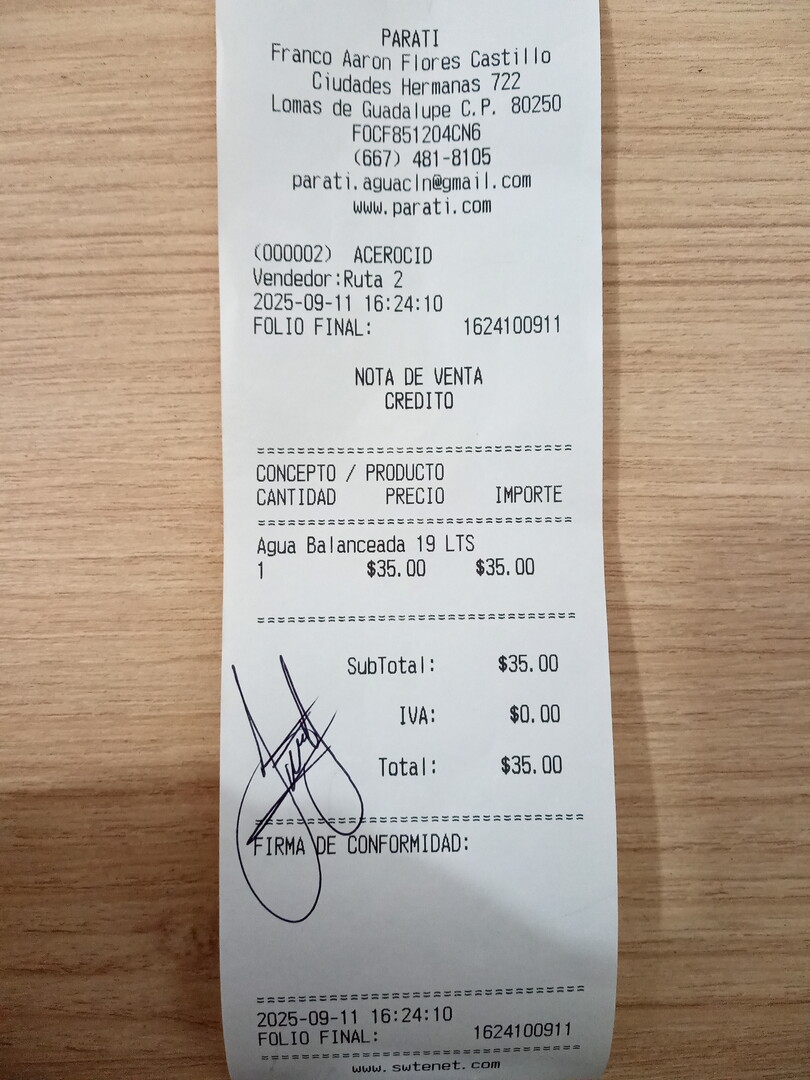 PARATI
Franco Aaron Flores Castillo
Ciudades Hermanas 722
Lomas de Guadalupe C.P. 80250
FOCF851204CN6
(667) 481-8105
parati.aguacln@gmail.com
www.parati.com
(000002) ACEROCID
Vendedor:Ruta 2
2025-09-11 16:24:10
FOLIO FINAL: 1624100911
NOTA DE VENTA
CREDITO
================================
CONCEPTO / PRODUCTO
CANTIDAD PRECIO IMPORTE
================================
Agua Balanceada 19 LTS
1 $35.00 $35.00
================================
SubTotal: $35.00
IVA: $0.00
Total: $35.00
================================
FIRMA DE CONFORMIDAD:
================================
2025-09-11 16:24:10
FOLIO FINAL: 1624100911
================================
www.swtenet.com